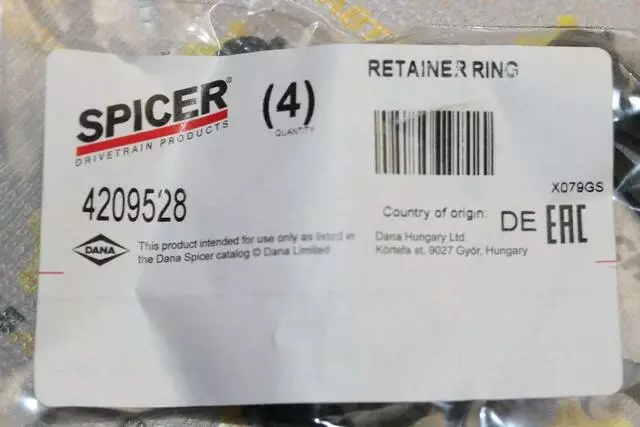 SPICER®
DRIVETRAIN PRODUCTS
(4)
QUANTITY
RETAINER RING
4209528
X079GS
Country of origin: DE EAC
DANA
This product intended for use only as listed in
the Dana Spicer catalog © Dana Limited
Dana Hungary Ltd.
Körtefa st, 9027 Győr, Hungary